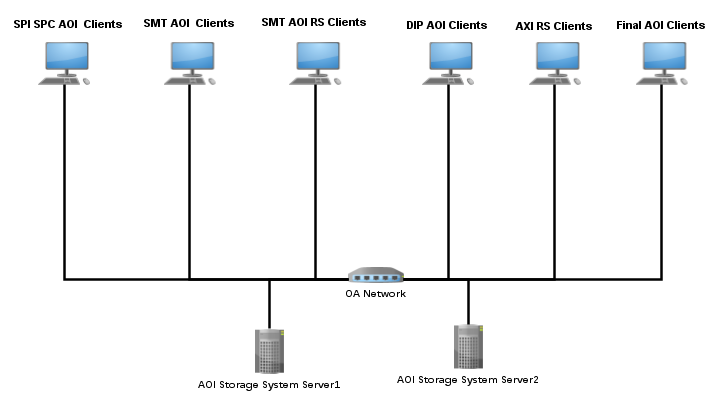 SPI SPC AOI  Clients
SMT AOI  Clients
SMT AOI RS Clients
DIP AOI Clients
AXI RS Clients
Final AOI Clients
OA Network
AOI Storage System Server1
AOI Storage System Server2